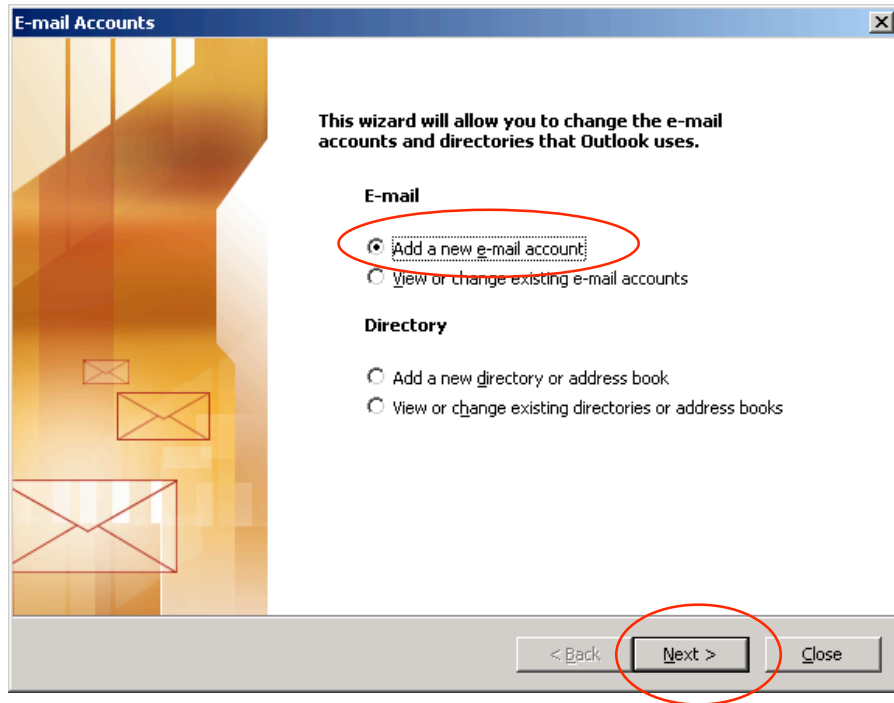 E-mail Accounts
This wizard will allow you to change the e-mail
accounts and directories that Outlook uses.
E-mail
Add a new e-mail account
View or change existing e-mail accounts
Directory
Add a new directory or address book
View or change existing directories or address books
< Back Next > Close